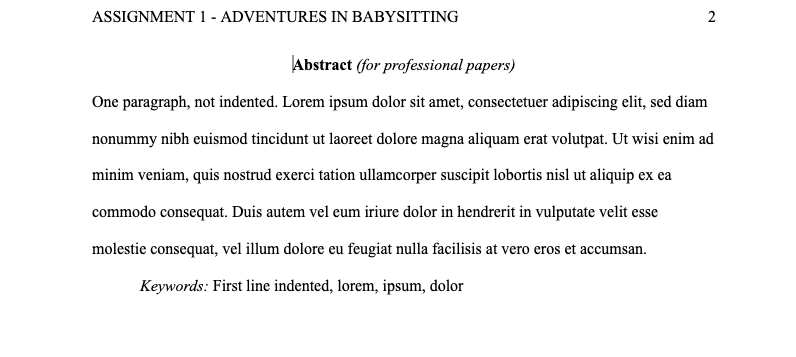 ASSIGNMENT 1 - ADVENTURES IN BABYSITTING 2
Abstract (for professional papers)
One paragraph, not indented. Lorem ipsum dolor sit amet, consectetuer adipiscing elit, sed diam
nonummy nibh euismod tincidunt ut laoreet dolore magna aliquam erat volutpat. Ut wisi enim ad
minim veniam, quis nostrud exerci tation ullamcorper suscipit lobortis nisl ut aliquip ex ea
commodo consequat. Duis autem vel eum iriure dolor in hendrerit in vulputate velit esse
molestie consequat, vel illum dolore eu feugiat nulla facilisis at vero eros et accumsan.
Keywords: First line indented, lorem, ipsum, dolor